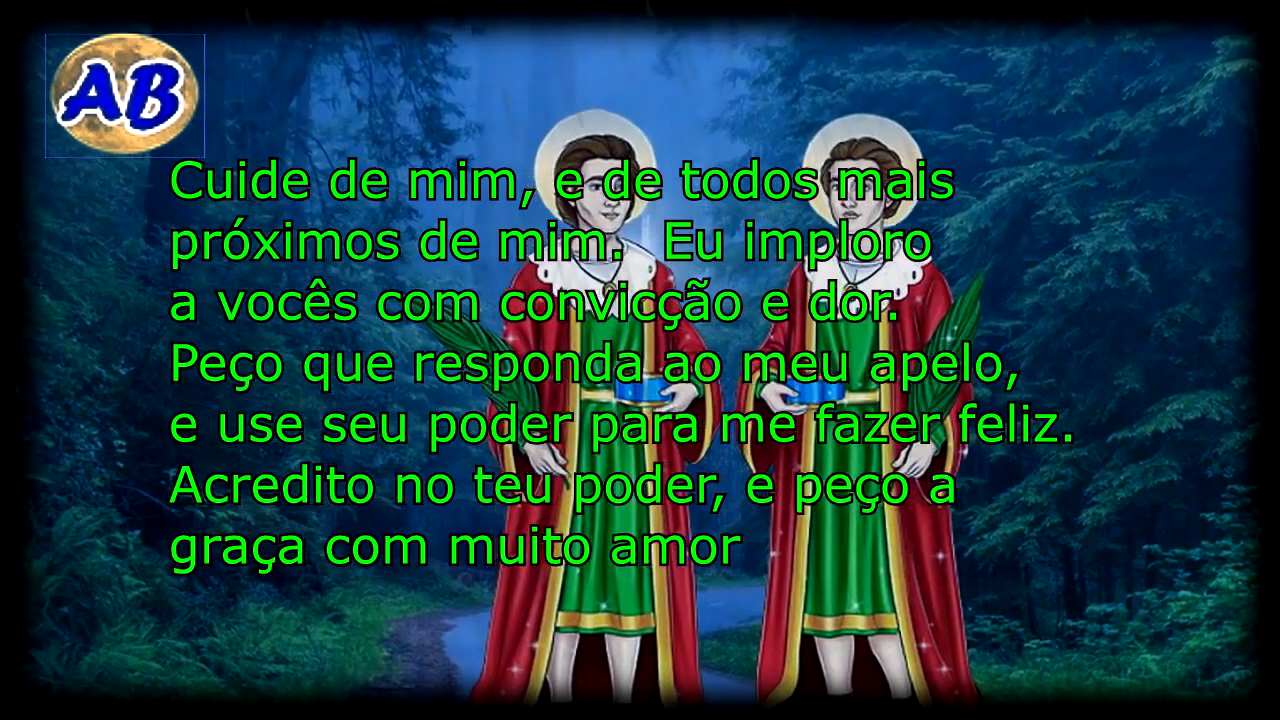 AB
Cuide de mim, e de todos mais
próximos de mim.  Eu imploro
a vocês com convicção e dor.
Peço que responda ao meu apelo,
e use seu poder para me fazer feliz.
Acredito no teu poder, e peço a
graça com muito amor